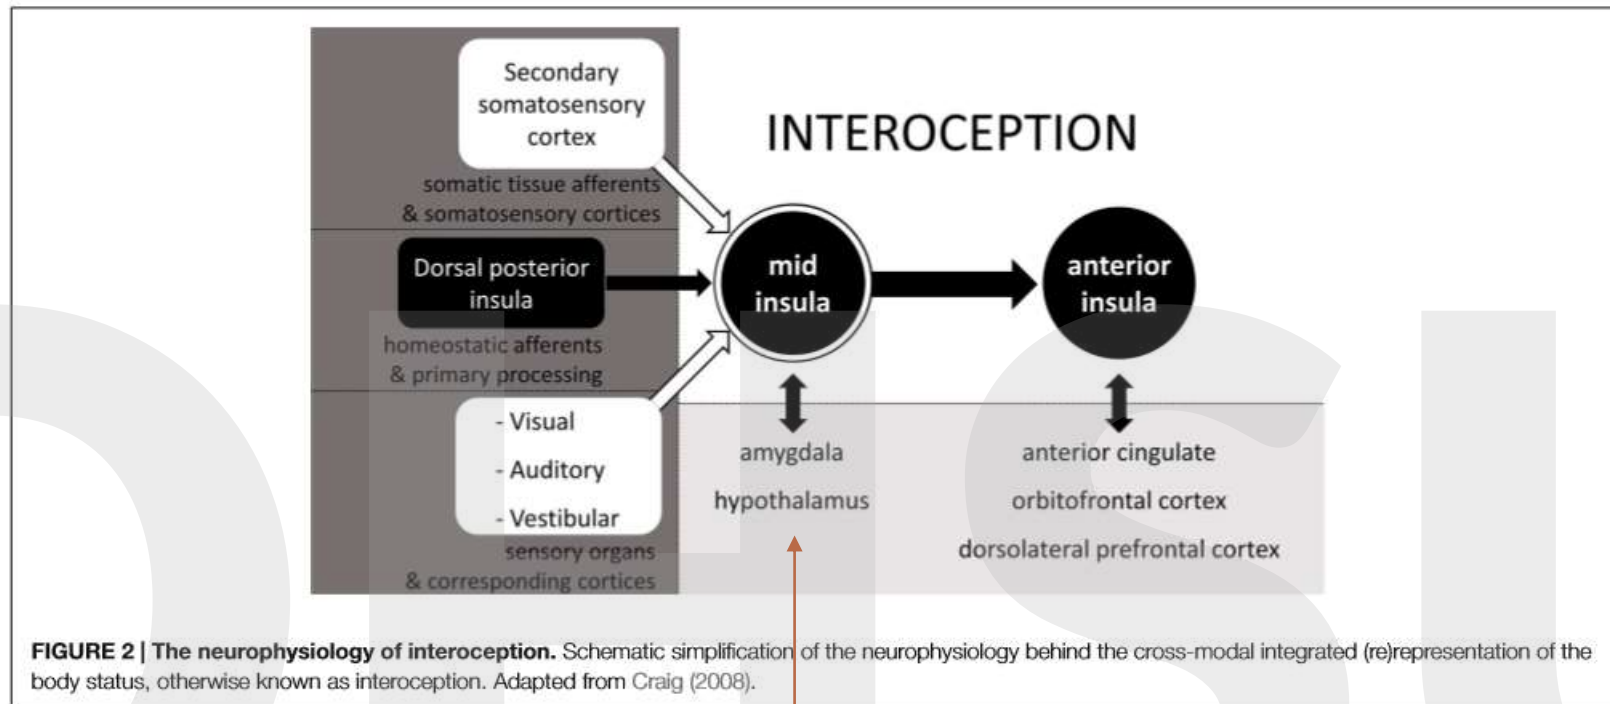 Secondary
somatosensory
cortex
INTEROCEPTION
somatic tissue afferents
& somatosensory cortices
Dorsal posterior
insula
mid
insula
anterior
insula
homeostatic afferents
& primary processing
- Visual
- Auditory
- Vestibular
sensory organs
& corresponding cortices
amygdala
hypothalamus
anterior cingulate
orbitofrontal cortex
dorsolateral prefrontal cortex
FIGURE 2 | The neurophysiology of interoception. Schematic simplification of the neurophysiology behind the cross-modal integrated (re)representation of the
body status, otherwise known as interoception. Adapted from Craig (2008).